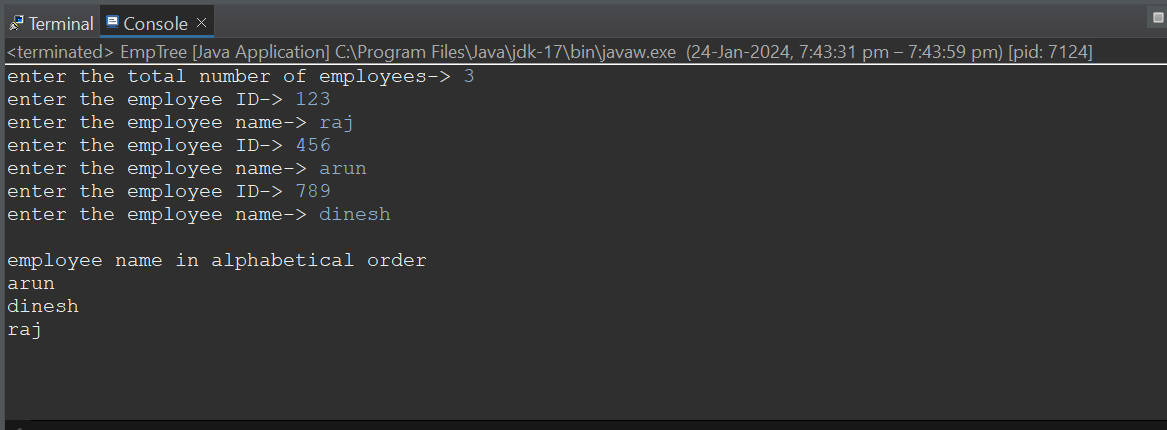 Terminal Console
<terminated> EmpTree [Java Application] C:\Program Files\Java\jdk-17\bin\javaw.exe (24-Jan-2024, 7:43:31 pm – 7:43:59 pm) [pid: 7124]
enter the total number of employees-> 3
enter the employee ID-> 123
enter the employee name-> raj
enter the employee ID-> 456
enter the employee name-> arun
enter the employee ID-> 789
enter the employee name-> dinesh
employee name in alphabetical order
arun
dinesh
raj